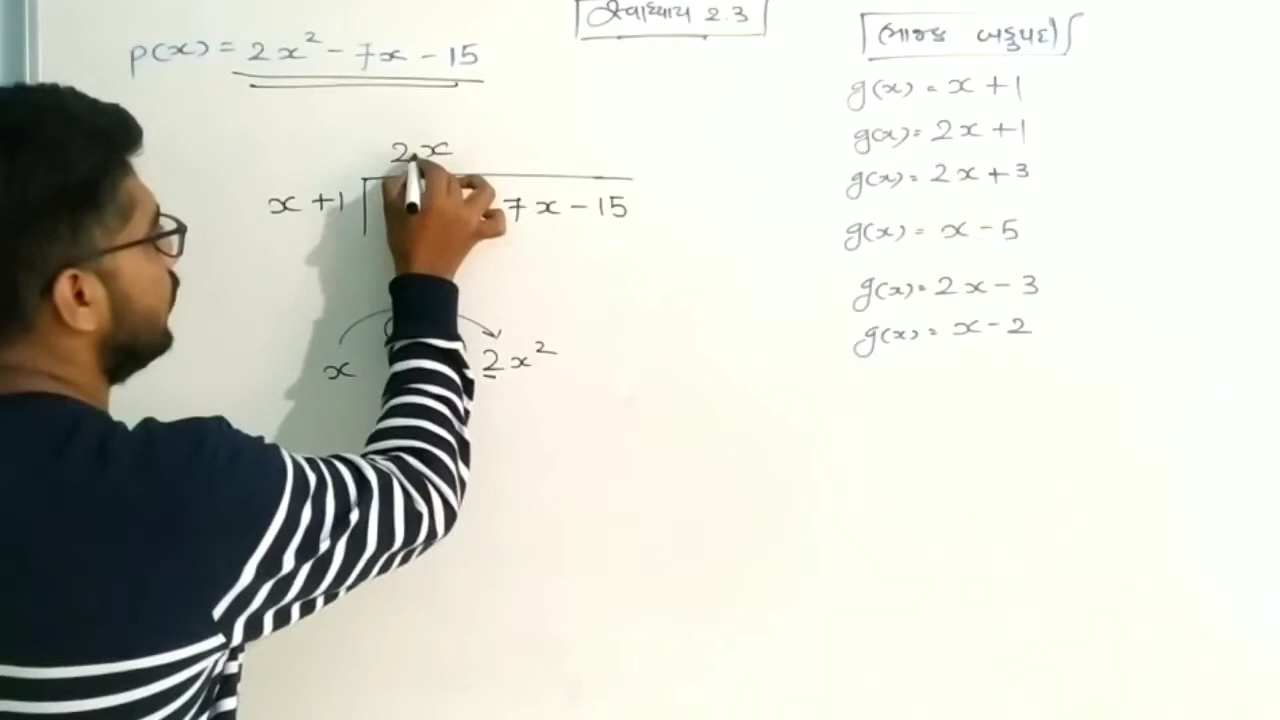 સ્વાધ્યાય 2.3
p(x) = 2x² - 7x - 15
2x
x + 1
7x - 15
x
2x²
ભાજક બહુપદી
g(x) = x + 1
g(x) = 2x + 1
g(x) = 2x + 3
g(x) = x - 5
g(x) = 2x - 3
g(x) = x - 2